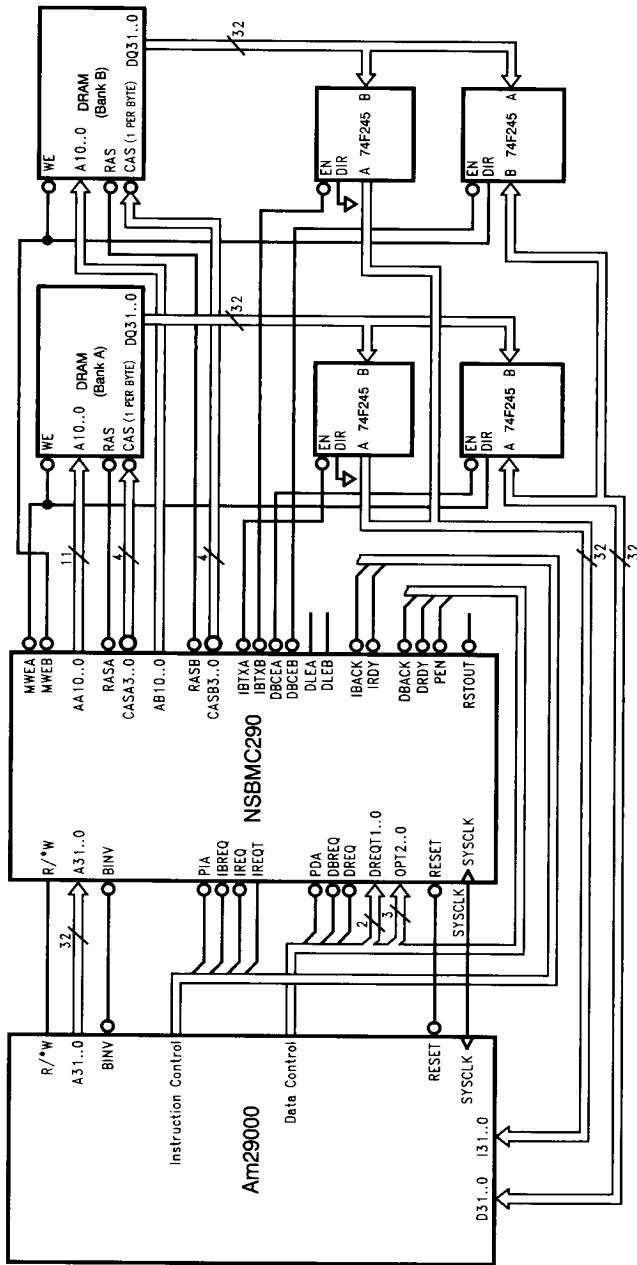 Am29000
R/*W
A31..0
BINV
Instruction Control
Data Control
RESET
SYSCLK
D31..0
I31..0
32
NSBMC290
R/*W
A31..0
BINV
PIA
IBREQ
IREQ
IREQT
PDA
DBREQ
DREQ
DREQT1..0
OPT2..0
2
3
RESET
SYSCLK
SYSCLK
MWEA
MWEB
AA10..0
RASA
CASA3..0
AB10..0
RASB
CASB3..0
IBTXA
IBTXB
DBCEA
DBCEB
DLEA
DLEB
IBACK
IRDY
DBACK
DRDY
PEN
RSTOUT
11
4
4
WE
A10..0
RAS
CAS (1 PER BYTE)
DRAM
(Bank A)
DQ31..0
32
WE
A10..0
RAS
CAS (1 PER BYTE)
DRAM
(Bank B)
DQ31..0
32
EN
DIR
A
74F245
B
EN
DIR
A
74F245
B
EN
DIR
A
74F245
B
EN
DIR
B
74F245
A
32
32